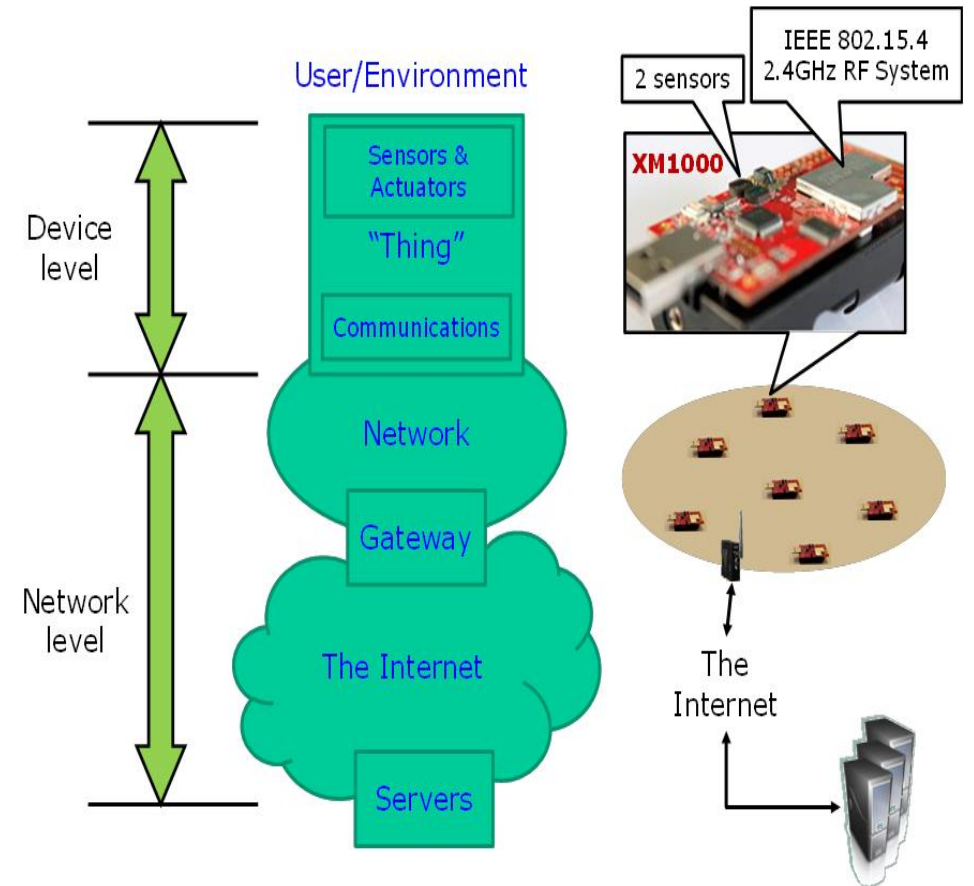 User/Environment
Device
level
Sensors &
Actuators
“Thing”
Communications
Network
Gateway
Network
level
The Internet
Servers
2 sensors
IEEE 802.15.4
2.4GHz RF System
XM1000
The
Internet